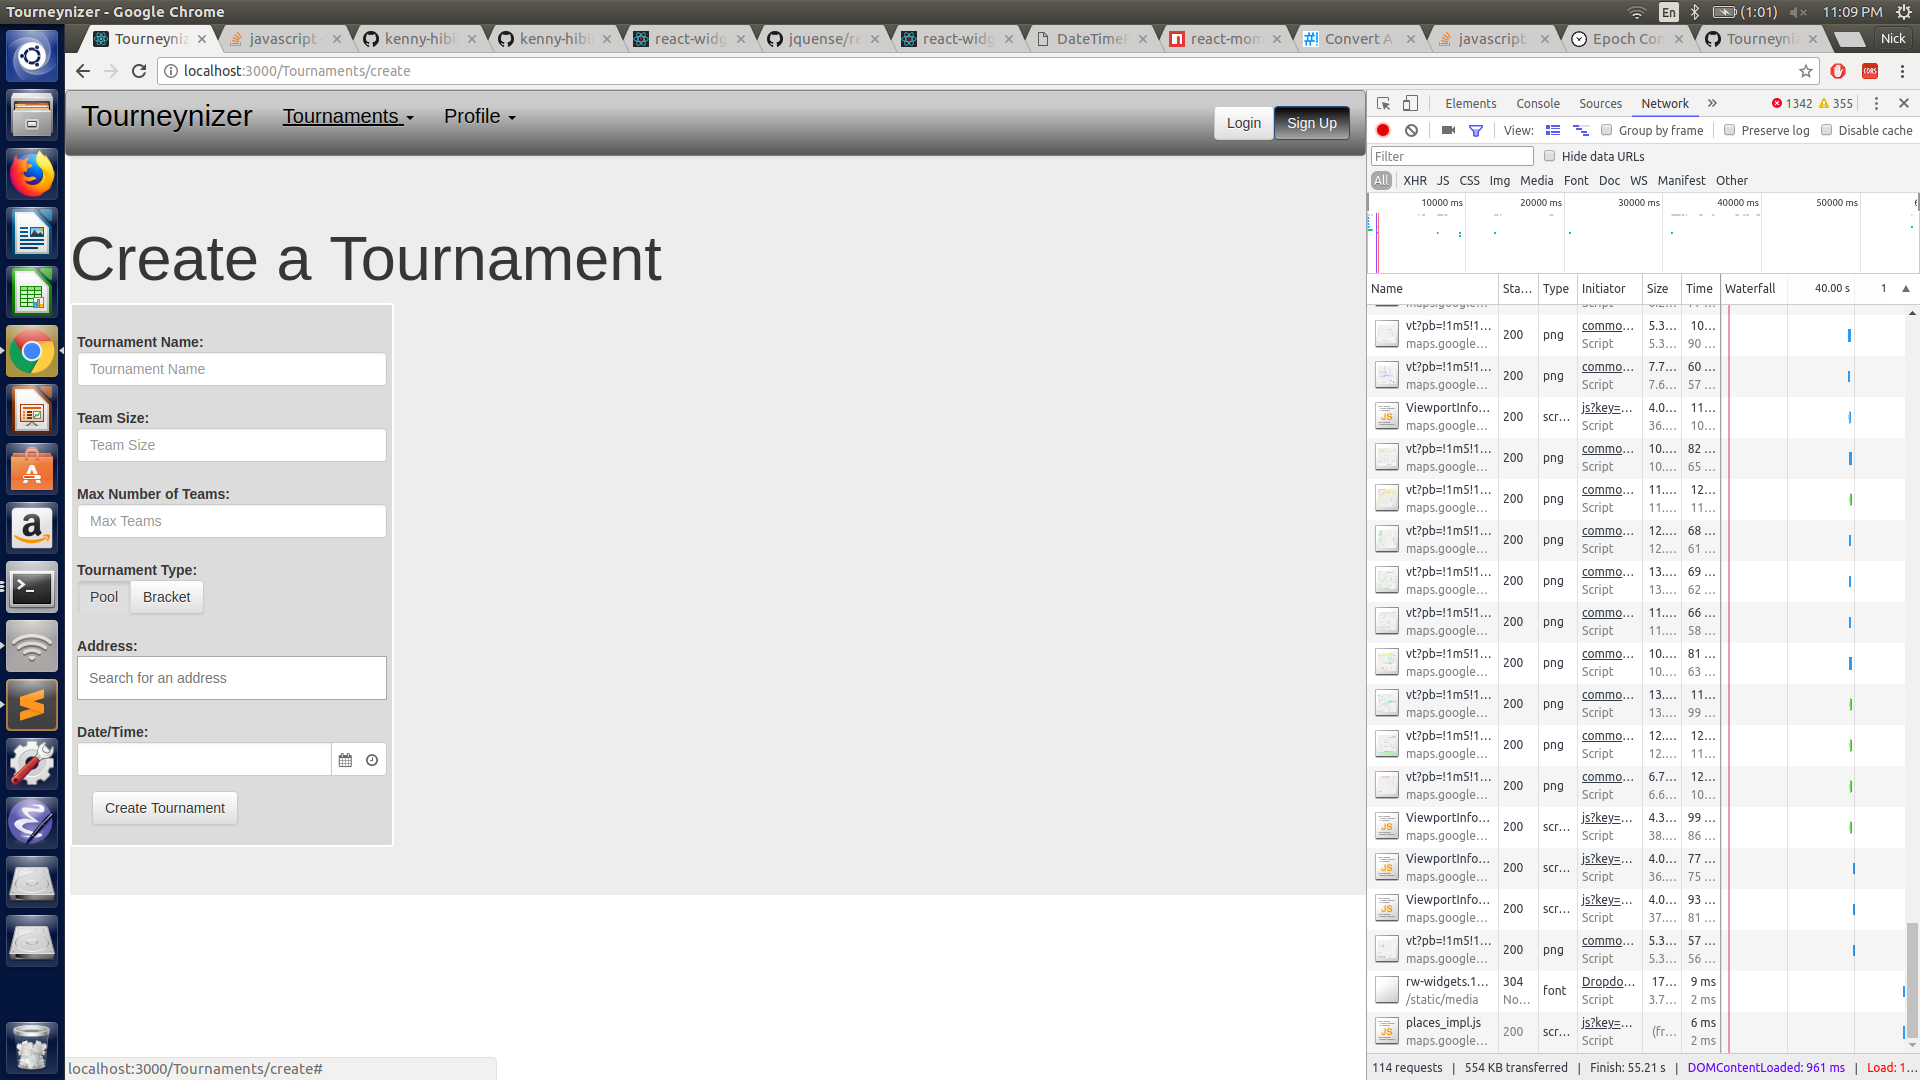 Tourneynizer - Google Chrome
En (1:01) 11:09 PM
Tourneyniz javascript - kenny-hibi kenny-hibi react-widg jquense/re react-widg DateTimeP react-mom Convert A javascript Epoch Con Tourneyniz Nick
localhost:3000/Tournaments/create
Tourneynizer Tournaments Profile Login Sign Up
Create a Tournament
Tournament Name:
Tournament Name
Team Size:
Team Size
Max Number of Teams:
Max Teams
Tournament Type:
Pool Bracket
Address:
Search for an address
Date/Time:
Create Tournament
localhost:3000/Tournaments/create#
Elements Console Sources Network » 1342 355
View: Group by frame Preserve log Disable cache
Filter Hide data URLs
All XHR JS CSS Img Media Font Doc WS Manifest Other
10000 ms 20000 ms 30000 ms 40000 ms 50000 ms
Name Sta... Type Initiator Size Time Waterfall 40.00 s 1
vt?pb=!1m5!1... 200 png commo... 5.3... 10...
maps.google... Script 5.3... 90 ...
vt?pb=!1m5!1... 200 png commo... 7.7... 60 ...
maps.google... Script 7.6... 57 ...
ViewportInfo... 200 scr... js?key=... 4.0... 11...
maps.google... Script 36.... 10...
vt?pb=!1m5!1... 200 png commo... 10.... 82 ...
maps.google... Script 10.... 65 ...
vt?pb=!1m5!1... 200 png commo... 11.... 12...
maps.google... Script 11.... 11...
vt?pb=!1m5!1... 200 png commo... 12.... 68 ...
maps.google... Script 12.... 61 ...
vt?pb=!1m5!1... 200 png commo... 13.... 69 ...
maps.google... Script 13.... 62 ...
vt?pb=!1m5!1... 200 png commo... 11.... 66 ...
maps.google... Script 11.... 58 ...
vt?pb=!1m5!1... 200 png commo... 10.... 81 ...
maps.google... Script 10.... 63 ...
vt?pb=!1m5!1... 200 png commo... 13.... 11...
maps.google... Script 13.... 99 ...
vt?pb=!1m5!1... 200 png commo... 12.... 12...
maps.google... Script 12.... 11...
vt?pb=!1m5!1... 200 png commo... 6.7... 12...
maps.google... Script 6.6... 10...
ViewportInfo... 200 scr... js?key=... 4.3... 99 ...
maps.google... Script 38.... 86 ...
ViewportInfo... 200 scr... js?key=... 4.0... 77 ...
maps.google... Script 36.... 75 ...
ViewportInfo... 200 scr... js?key=... 4.0... 93 ...
maps.google... Script 37.... 81 ...
vt?pb=!1m5!1... 200 png commo... 5.3... 57 ...
maps.google... Script 5.3... 56 ...
rw-widgets.1... 304 font Dropdo... 17... 9 ms
/static/media No... Script 3.7... 2 ms
places_impl.js 200 scr... js?key=... (fr... 6 ms
maps.google... Script 2 ms
114 requests | 554 KB transferred | Finish: 55.21 s | DOMContentLoaded: 961 ms | Load: 1...